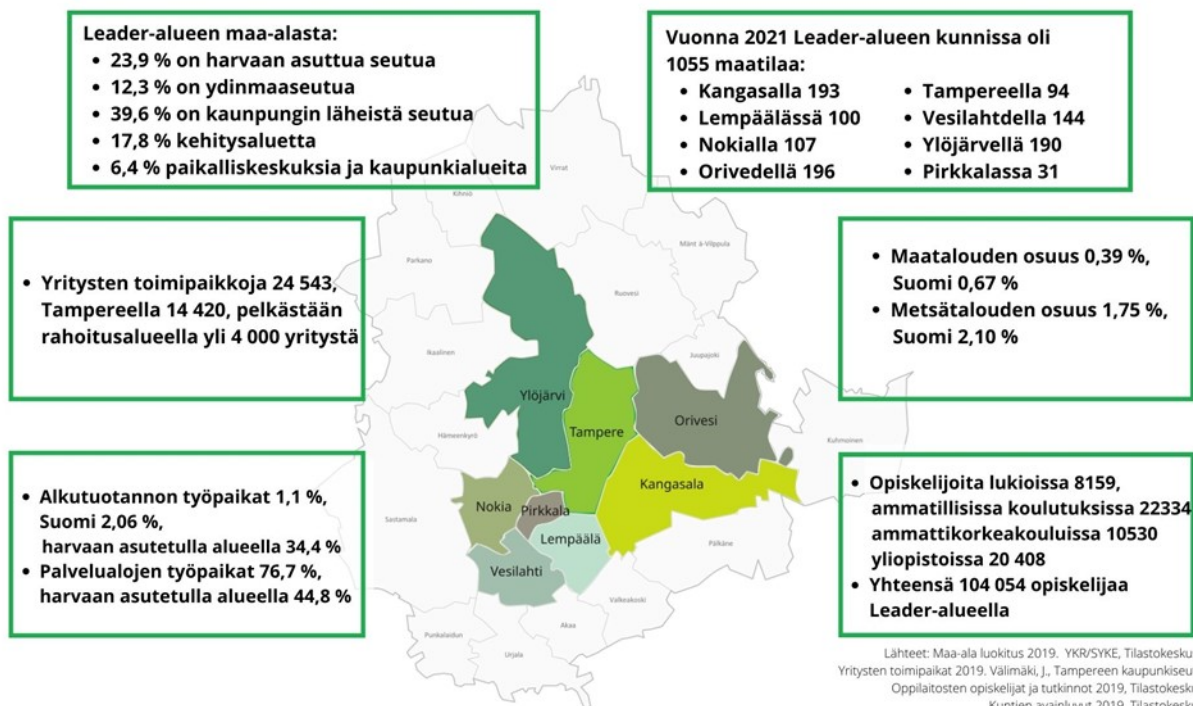 Leader-alueen maa-alasta:
• 23,9 % on harvaan asuttua seutua
• 12,3 % on ydinmaaseutua
• 39,6 % on kaunpungin läheistä seutua
• 17,8 % kehitysaluetta
• 6,4 % paikalliskeskuksia ja kaupunkialueita
Vuonna 2021 Leader-alueen kunnissa oli
1055 maatilaa:
• Kangasalla 193
• Lempäälässä 100
• Nokialla 107
• Orivedellä 196
• Tampereella 94
• Vesilahtdella 144
• Ylöjärvellä 190
• Pirkkalassa 31
• Yritysten toimipaikkoja 24 543,
Tampereella 14 420, pelkästään
rahoitusalueella yli 4 000 yritystä
• Maatalouden osuus 0,39 %,
Suomi 0,67 %
• Metsätalouden osuus 1,75 %,
Suomi 2,10 %
• Alkutuotannon työpaikat 1,1 %,
Suomi 2,06 %,
harvaan asutetulla alueella 34,4 %
• Palvelualojen työpaikat 76,7 %,
harvaan asutetulla alueella 44,8 %
• Opiskelijoita lukioissa 8159,
ammatillisissa koulutuksissa 22334
ammattikorkeakouluissa 10530
yliopistoissa 20 408
• Yhteensä 104 054 opiskelijaa
Leader-alueella
Virrat
Kihniö
Mänt ä-Vilppula
Parkano
Ruovesi
Ikaalinen
Juupajoki
Ylöjärvi
Tampere
Orivesi
Hämeenkyrö
Kuhmoinen
Kangasala
Nokia
Pirkkala
Sastamala
Lempäälä
Pälkäne
Vesilahti
Valkeakoski
Akaa
Punkalaidun
Urjala
Lähteet: Maa-ala luokitus 2019. YKR/SYKE, Tilastokesku
Yritysten toimipaikat 2019. Välimäki, J., Tampereen kaupunkiseu
Oppilaitosten opiskelijat ja tutkinnot 2019, Tilastokesku
Kuntien avainluvut 2019, Tilastokesku